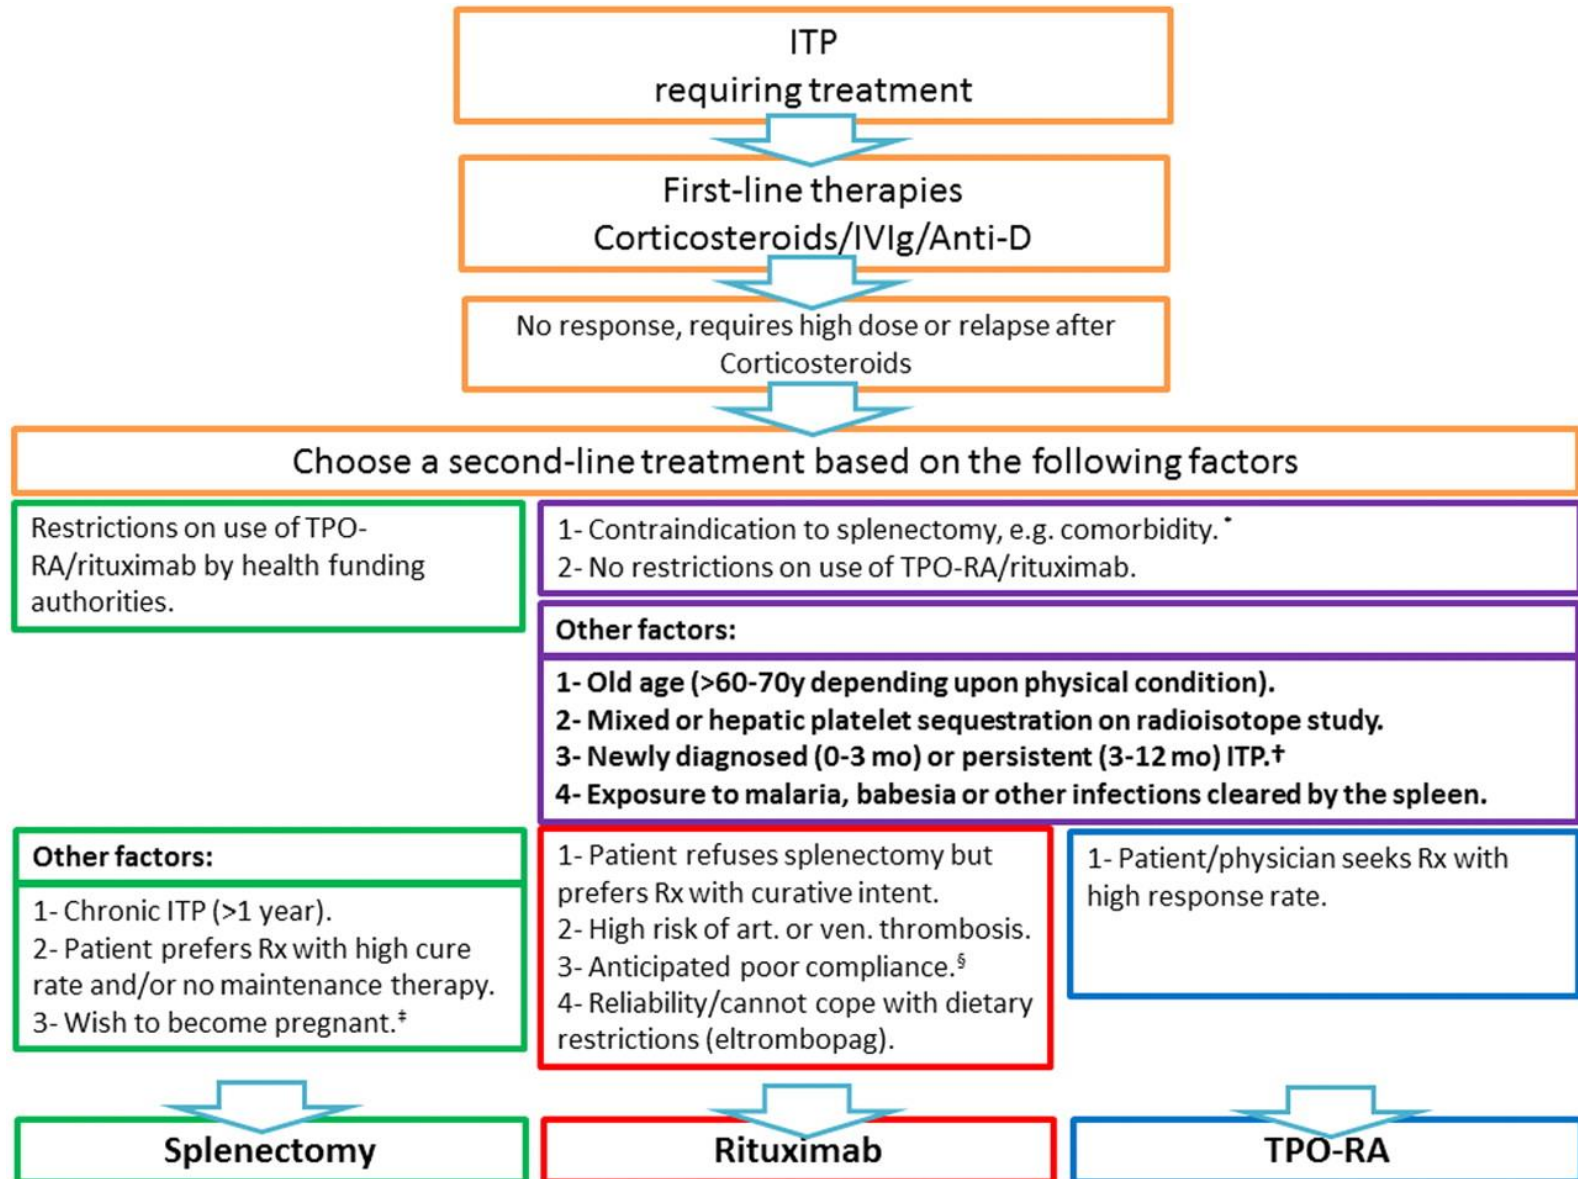 ITP
requiring treatment
First-line therapies
Corticosteroids/IVIg/Anti-D
No response, requires high dose or relapse after
Corticosteroids
Choose a second-line treatment based on the following factors
Restrictions on use of TPO-
RA/rituximab by health funding
authorities.
1- Contraindication to splenectomy, e.g. comorbidity.*
2- No restrictions on use of TPO-RA/rituximab.
Other factors:
1- Old age (>60-70y depending upon physical condition).
2- Mixed or hepatic platelet sequestration on radioisotope study.
3- Newly diagnosed (0-3 mo) or persistent (3-12 mo) ITP.†
4- Exposure to malaria, babesia or other infections cleared by the spleen.
Other factors:
1- Chronic ITP (>1 year).
2- Patient prefers Rx with high cure
rate and/or no maintenance therapy.
3- Wish to become pregnant.‡
1- Patient refuses splenectomy but
prefers Rx with curative intent.
2- High risk of art. or ven. thrombosis.
3- Anticipated poor compliance.§
4- Reliability/cannot cope with dietary
restrictions (eltrombopag).
1- Patient/physician seeks Rx with
high response rate.
Splenectomy
Rituximab
TPO-RA